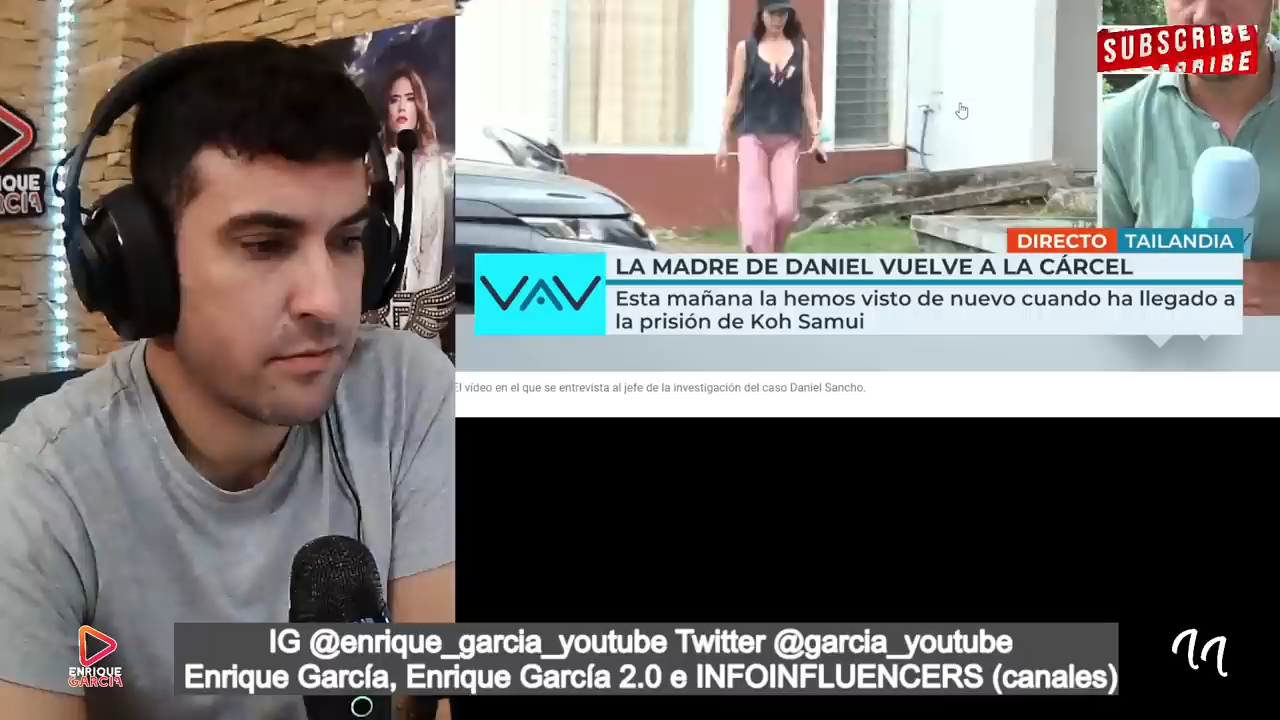 SUBSCRIBE
DIRECTO TAILANDIA
VAV
LA MADRE DE DANIEL VUELVE A LA CÁRCEL
Esta mañana la hemos visto de nuevo cuando ha llegado a
la prisión de Koh Samui
El vídeo en el que se entrevista al jefe de la investigación del caso Daniel Sancho.
IG @enrique_garcia_youtube Twitter @garcia_youtube
Enrique García, Enrique García 2.0 e INFOINFLUENCERS (canales)
ENRIQUE
GARCÍA